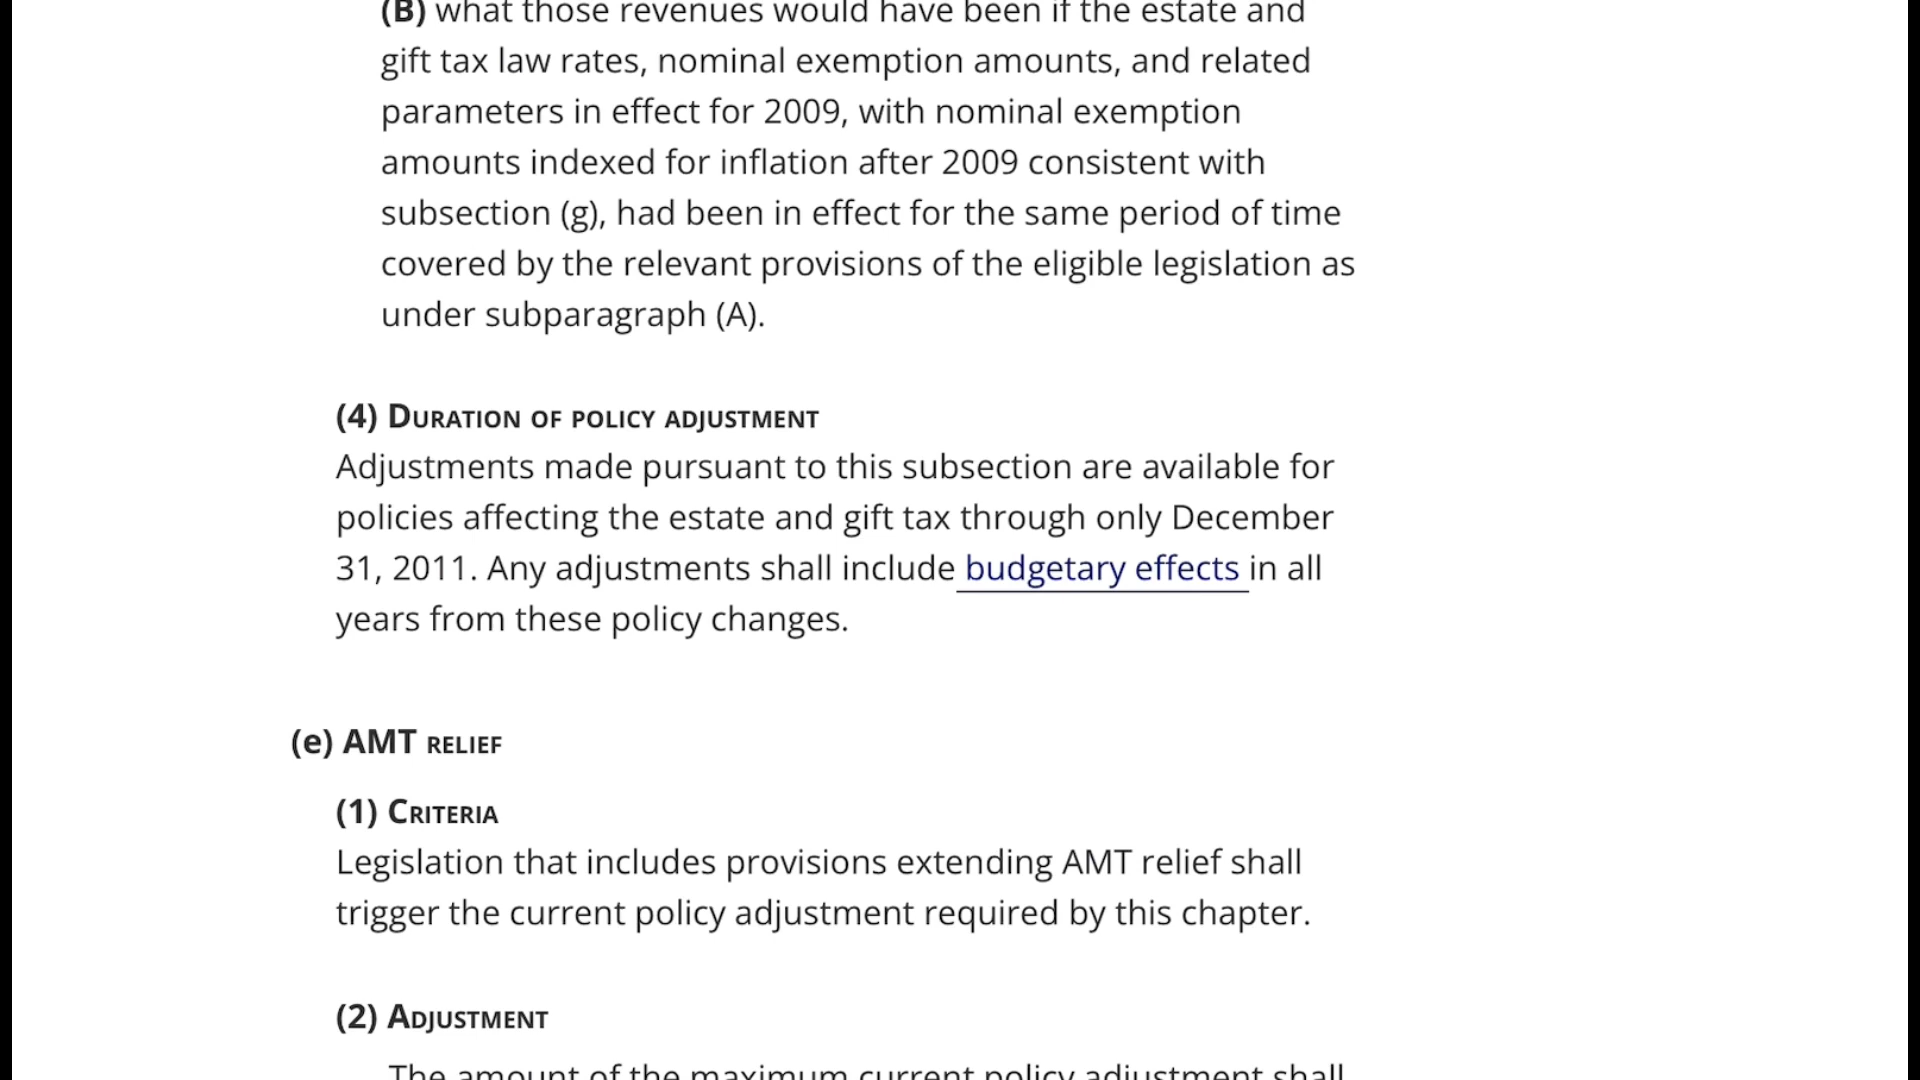 (B) what those revenues would have been if the estate and
gift tax law rates, nominal exemption amounts, and related
parameters in effect for 2009, with nominal exemption
amounts indexed for inflation after 2009 consistent with
subsection (g), had been in effect for the same period of time
covered by the relevant provisions of the eligible legislation as
under subparagraph (A).
(4) Duration of policy adjustment
Adjustments made pursuant to this subsection are available for
policies affecting the estate and gift tax through only December
31, 2011. Any adjustments shall include budgetary effects in all
years from these policy changes.
(e) AMT relief
(1) Criteria
Legislation that includes provisions extending AMT relief shall
trigger the current policy adjustment required by this chapter.
(2) Adjustment
The amount of the maximum current policy adjustment shall